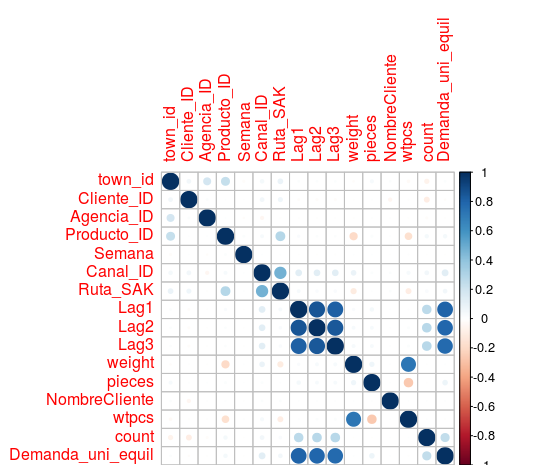 town_id
Cliente_ID
Agencia_ID
Producto_ID
Semana
Canal_ID
Ruta_SAK
Lag1
Lag2
Lag3
weight
pieces
NombreCliente
wtpcs
count
Demanda_uni_equil
town_id
Cliente_ID
Agencia_ID
Producto_ID
Semana
Canal_ID
Ruta_SAK
Lag1
Lag2
Lag3
weight
pieces
NombreCliente
wtpcs
count
Demanda_uni_equil
1
0.8
0.6
0.4
0.2
0
-0.2
-0.4
-0.6
-0.8
-1